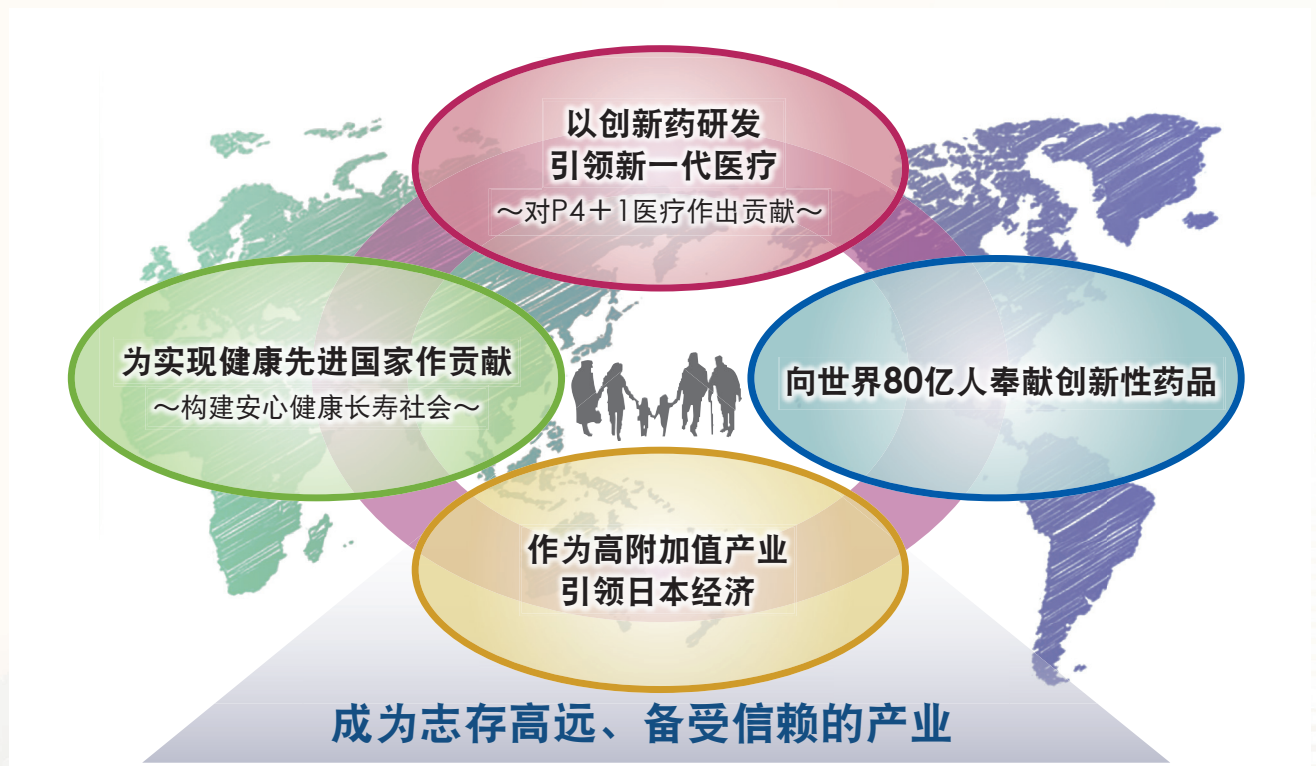 以创新药研发
引领新一代医疗
～对P4＋1医疗作出贡献～
为实现健康先进国家作贡献
～构建安心健康长寿社会～
向世界80亿人奉献创新性药品
作为高附加值产业
引领日本经济
成为志存高远、备受信赖的产业